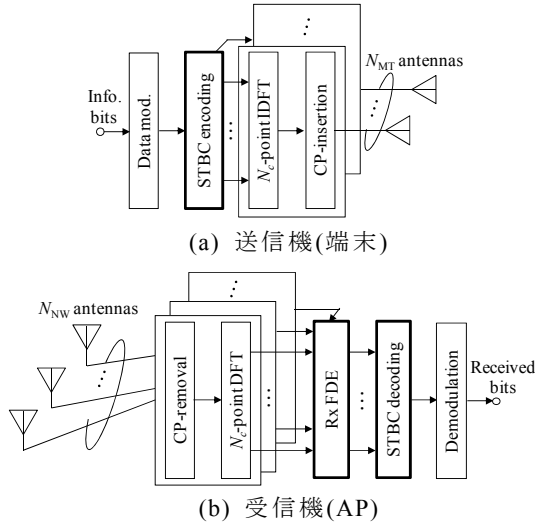 Info.
bits
Data mod.
STBC encoding
⋮
N_c-point IDFT
CP-insertion
...
N_MT antennas
⋮
(a) 送信機(端末)
N_NW antennas
⋮
CP-removal
N_c-point DFT
...
⋮
Rx FDE
⋮
STBC decoding
Demodulation
Received
bits
(b) 受信機(AP)